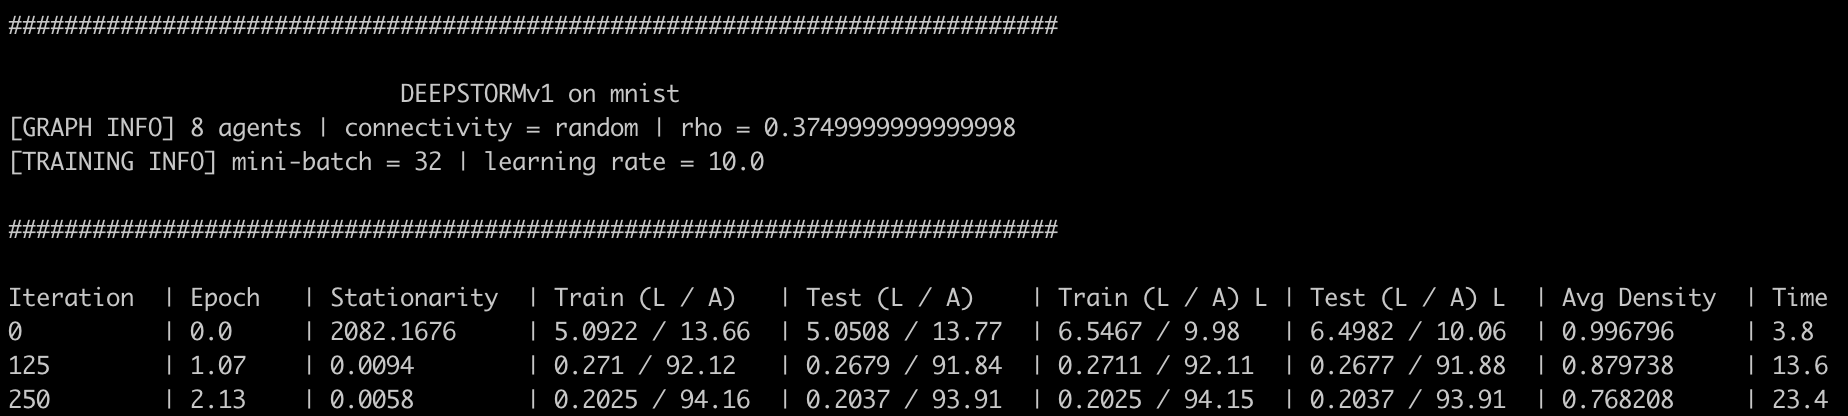 ###########################################################################
DEEPSTORMv1 on mnist
[GRAPH INFO] 8 agents | connectivity = random | rho = 0.3749999999999998
[TRAINING INFO] mini-batch = 32 | learning rate = 10.0
###########################################################################
Iteration | Epoch | Stationarity | Train (L / A) | Test (L / A) | Train (L / A) L | Test (L / A) L | Avg Density | Time
0 | 0.0 | 2082.1676 | 5.0922 / 13.66 | 5.0508 / 13.77 | 6.5467 / 9.98 | 6.4982 / 10.06 | 0.996796 | 3.8
125 | 1.07 | 0.0094 | 0.271 / 92.12 | 0.2679 / 91.84 | 0.2711 / 92.11 | 0.2677 / 91.88 | 0.879738 | 13.6
250 | 2.13 | 0.0058 | 0.2025 / 94.16 | 0.2037 / 93.91 | 0.2025 / 94.15 | 0.2037 / 93.91 | 0.768208 | 23.4